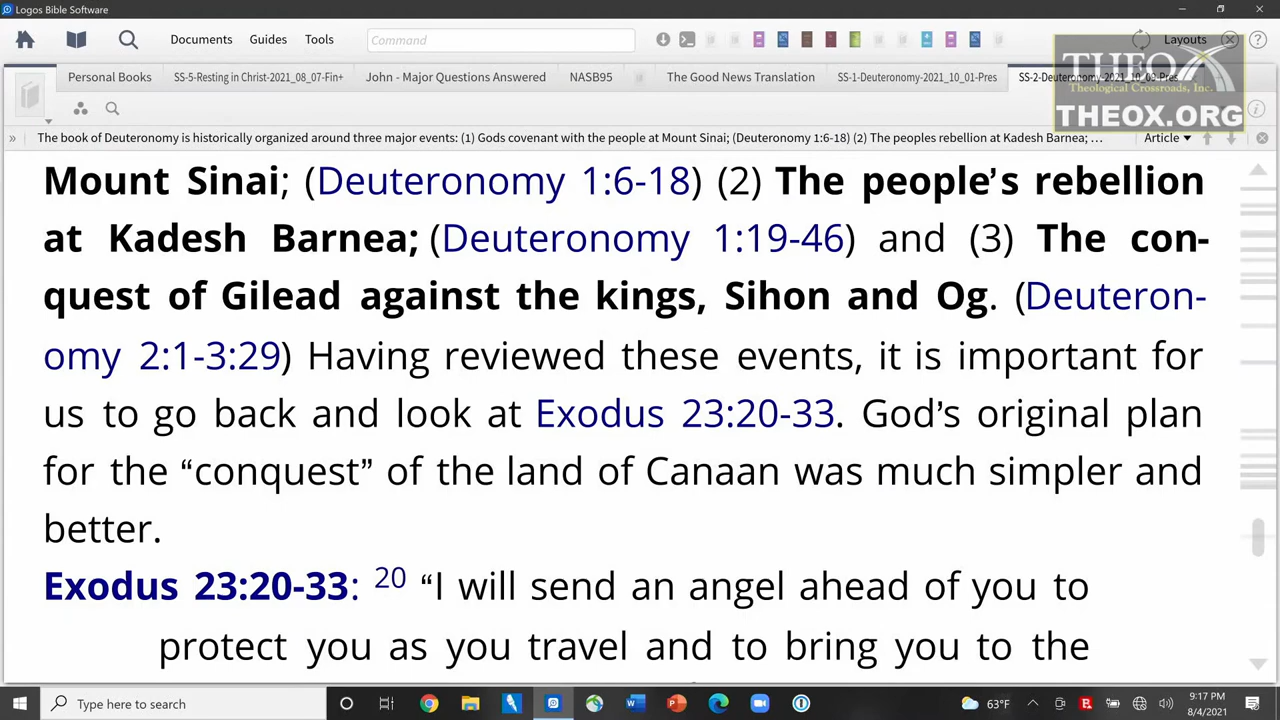 Logos Bible Software
Documents Guides Tools Command Layouts
Personal Books SS-5-Resting in Christ-2021_08_07-Fin+ John - Major Questions Answered NASB95 The Good News Translation SS-1-Deuteronomy-2021_10_01-Pres SS-2-Deuteronomy-2021_10_08-Pres
THEOX
Theological Crossroads, Inc.
THEOX.ORG
» The book of Deuteronomy is historically organized around three major events: (1) Gods covenant with the people at Mount Sinai; (Deuteronomy 1:6-18) (2) The peoples rebellion at Kadesh Barnea; … Article
Mount Sinai; (Deuteronomy 1:6-18) (2) The people’s rebellion
at Kadesh Barnea; (Deuteronomy 1:19-46) and (3) The con-
quest of Gilead against the kings, Sihon and Og. (Deuteron-
omy 2:1-3:29) Having reviewed these events, it is important for
us to go back and look at Exodus 23:20-33. God’s original plan
for the “conquest” of the land of Canaan was much simpler and
better.
Exodus 23:20-33: 20 “I will send an angel ahead of you to
protect you as you travel and to bring you to the
Type here to search
63°F
9:17 PM
8/4/2021